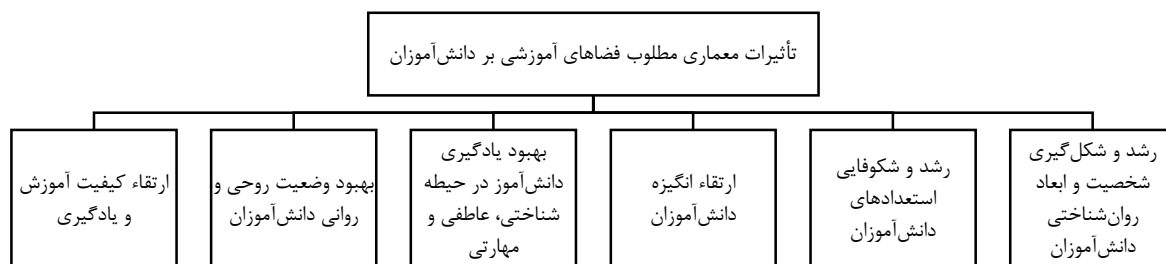 تأثیرات معماری مطلوب فضاهای آموزشی بر دانش‌آموزان
رشد و شکل‌گیری
شخصیت و ابعاد
روان‌شناختی
دانش‌آموزان
رشد و شکوفایی
استعدادهای
دانش‌آموزان
ارتقاء انگیزه
دانش‌آموزان
بهبود یادگیری
دانش‌آموز در حیطه
شناختی، عاطفی و
مهارتی
بهبود وضعیت روحی و
روانی دانش‌آموزان
ارتقاء کیفیت آموزش
و یادگیری